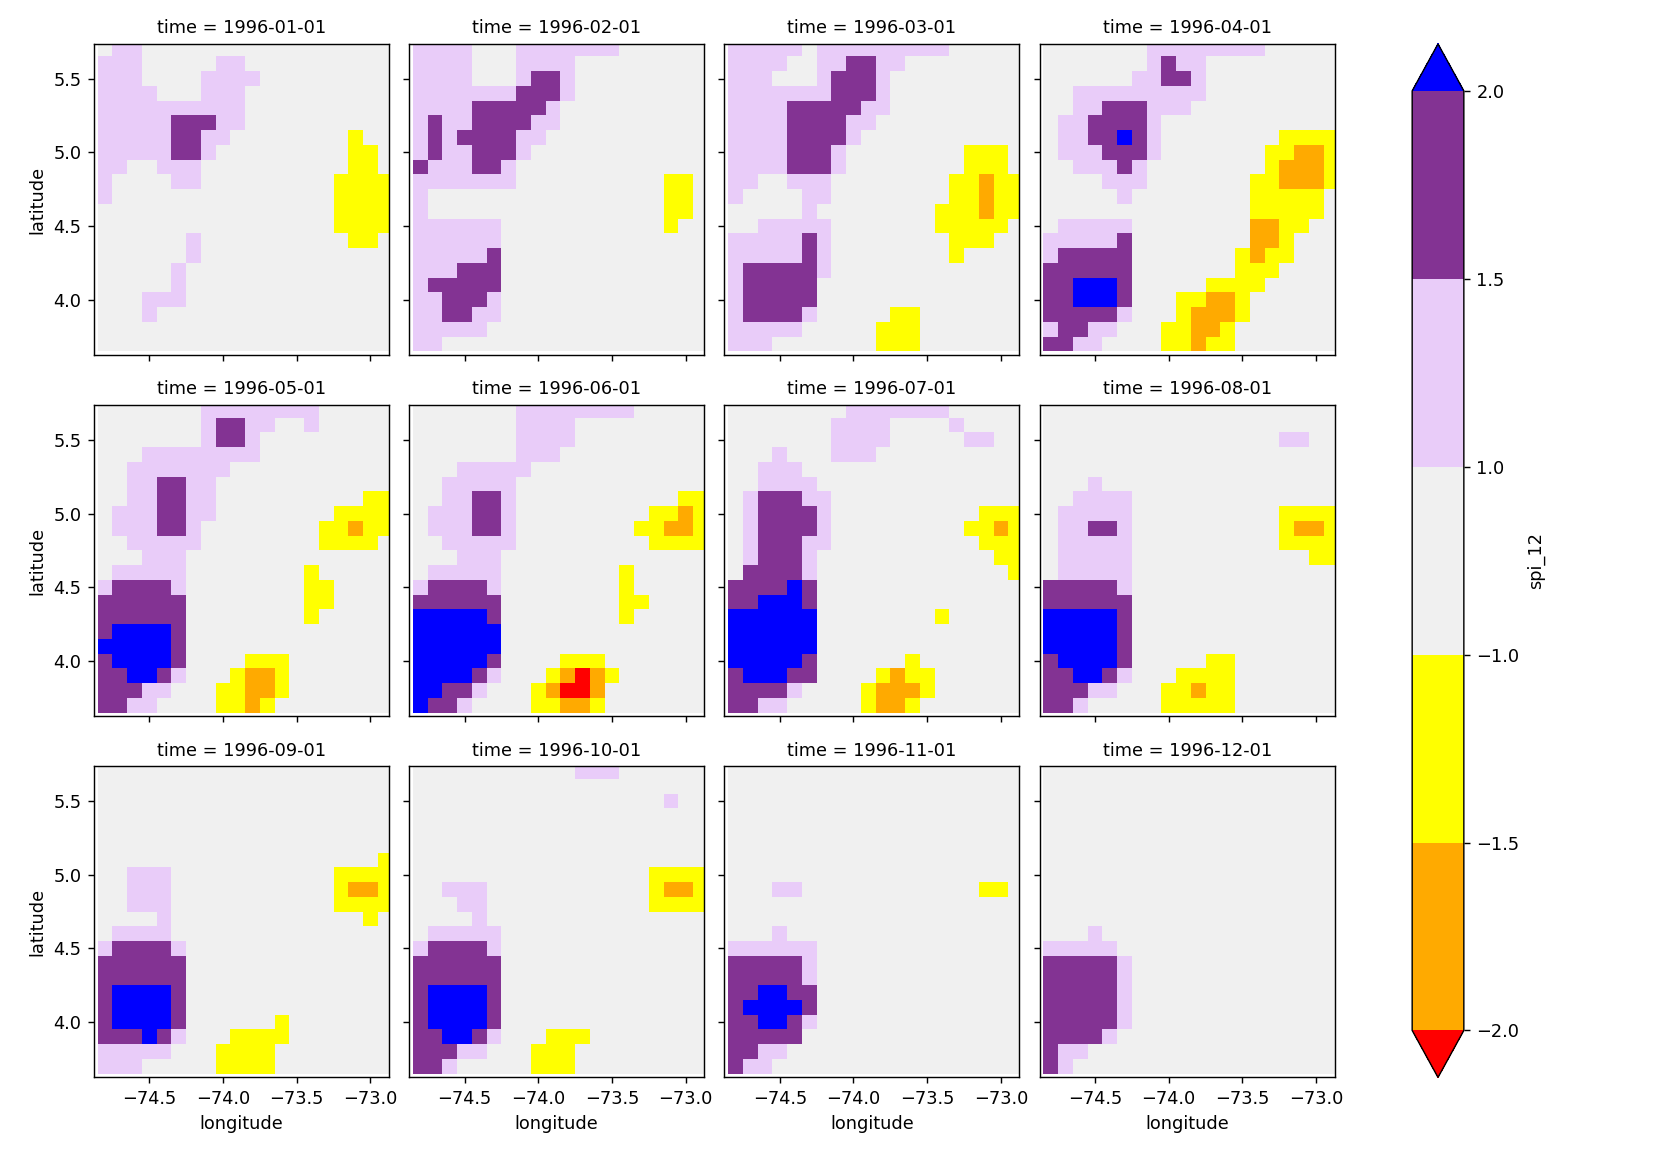 time = 1996-01-01
time = 1996-02-01
time = 1996-03-01
time = 1996-04-01
latitude
5.5
5.0
4.5
4.0
time = 1996-05-01
time = 1996-06-01
time = 1996-07-01
time = 1996-08-01
latitude
5.5
5.0
4.5
4.0
time = 1996-09-01
time = 1996-10-01
time = 1996-11-01
time = 1996-12-01
latitude
5.5
5.0
4.5
4.0
−74.5 −74.0 −73.5 −73.0
longitude
−74.5 −74.0 −73.5 −73.0
longitude
−74.5 −74.0 −73.5 −73.0
longitude
−74.5 −74.0 −73.5 −73.0
longitude
2.0
1.5
1.0
−1.0
−1.5
−2.0
spi_12